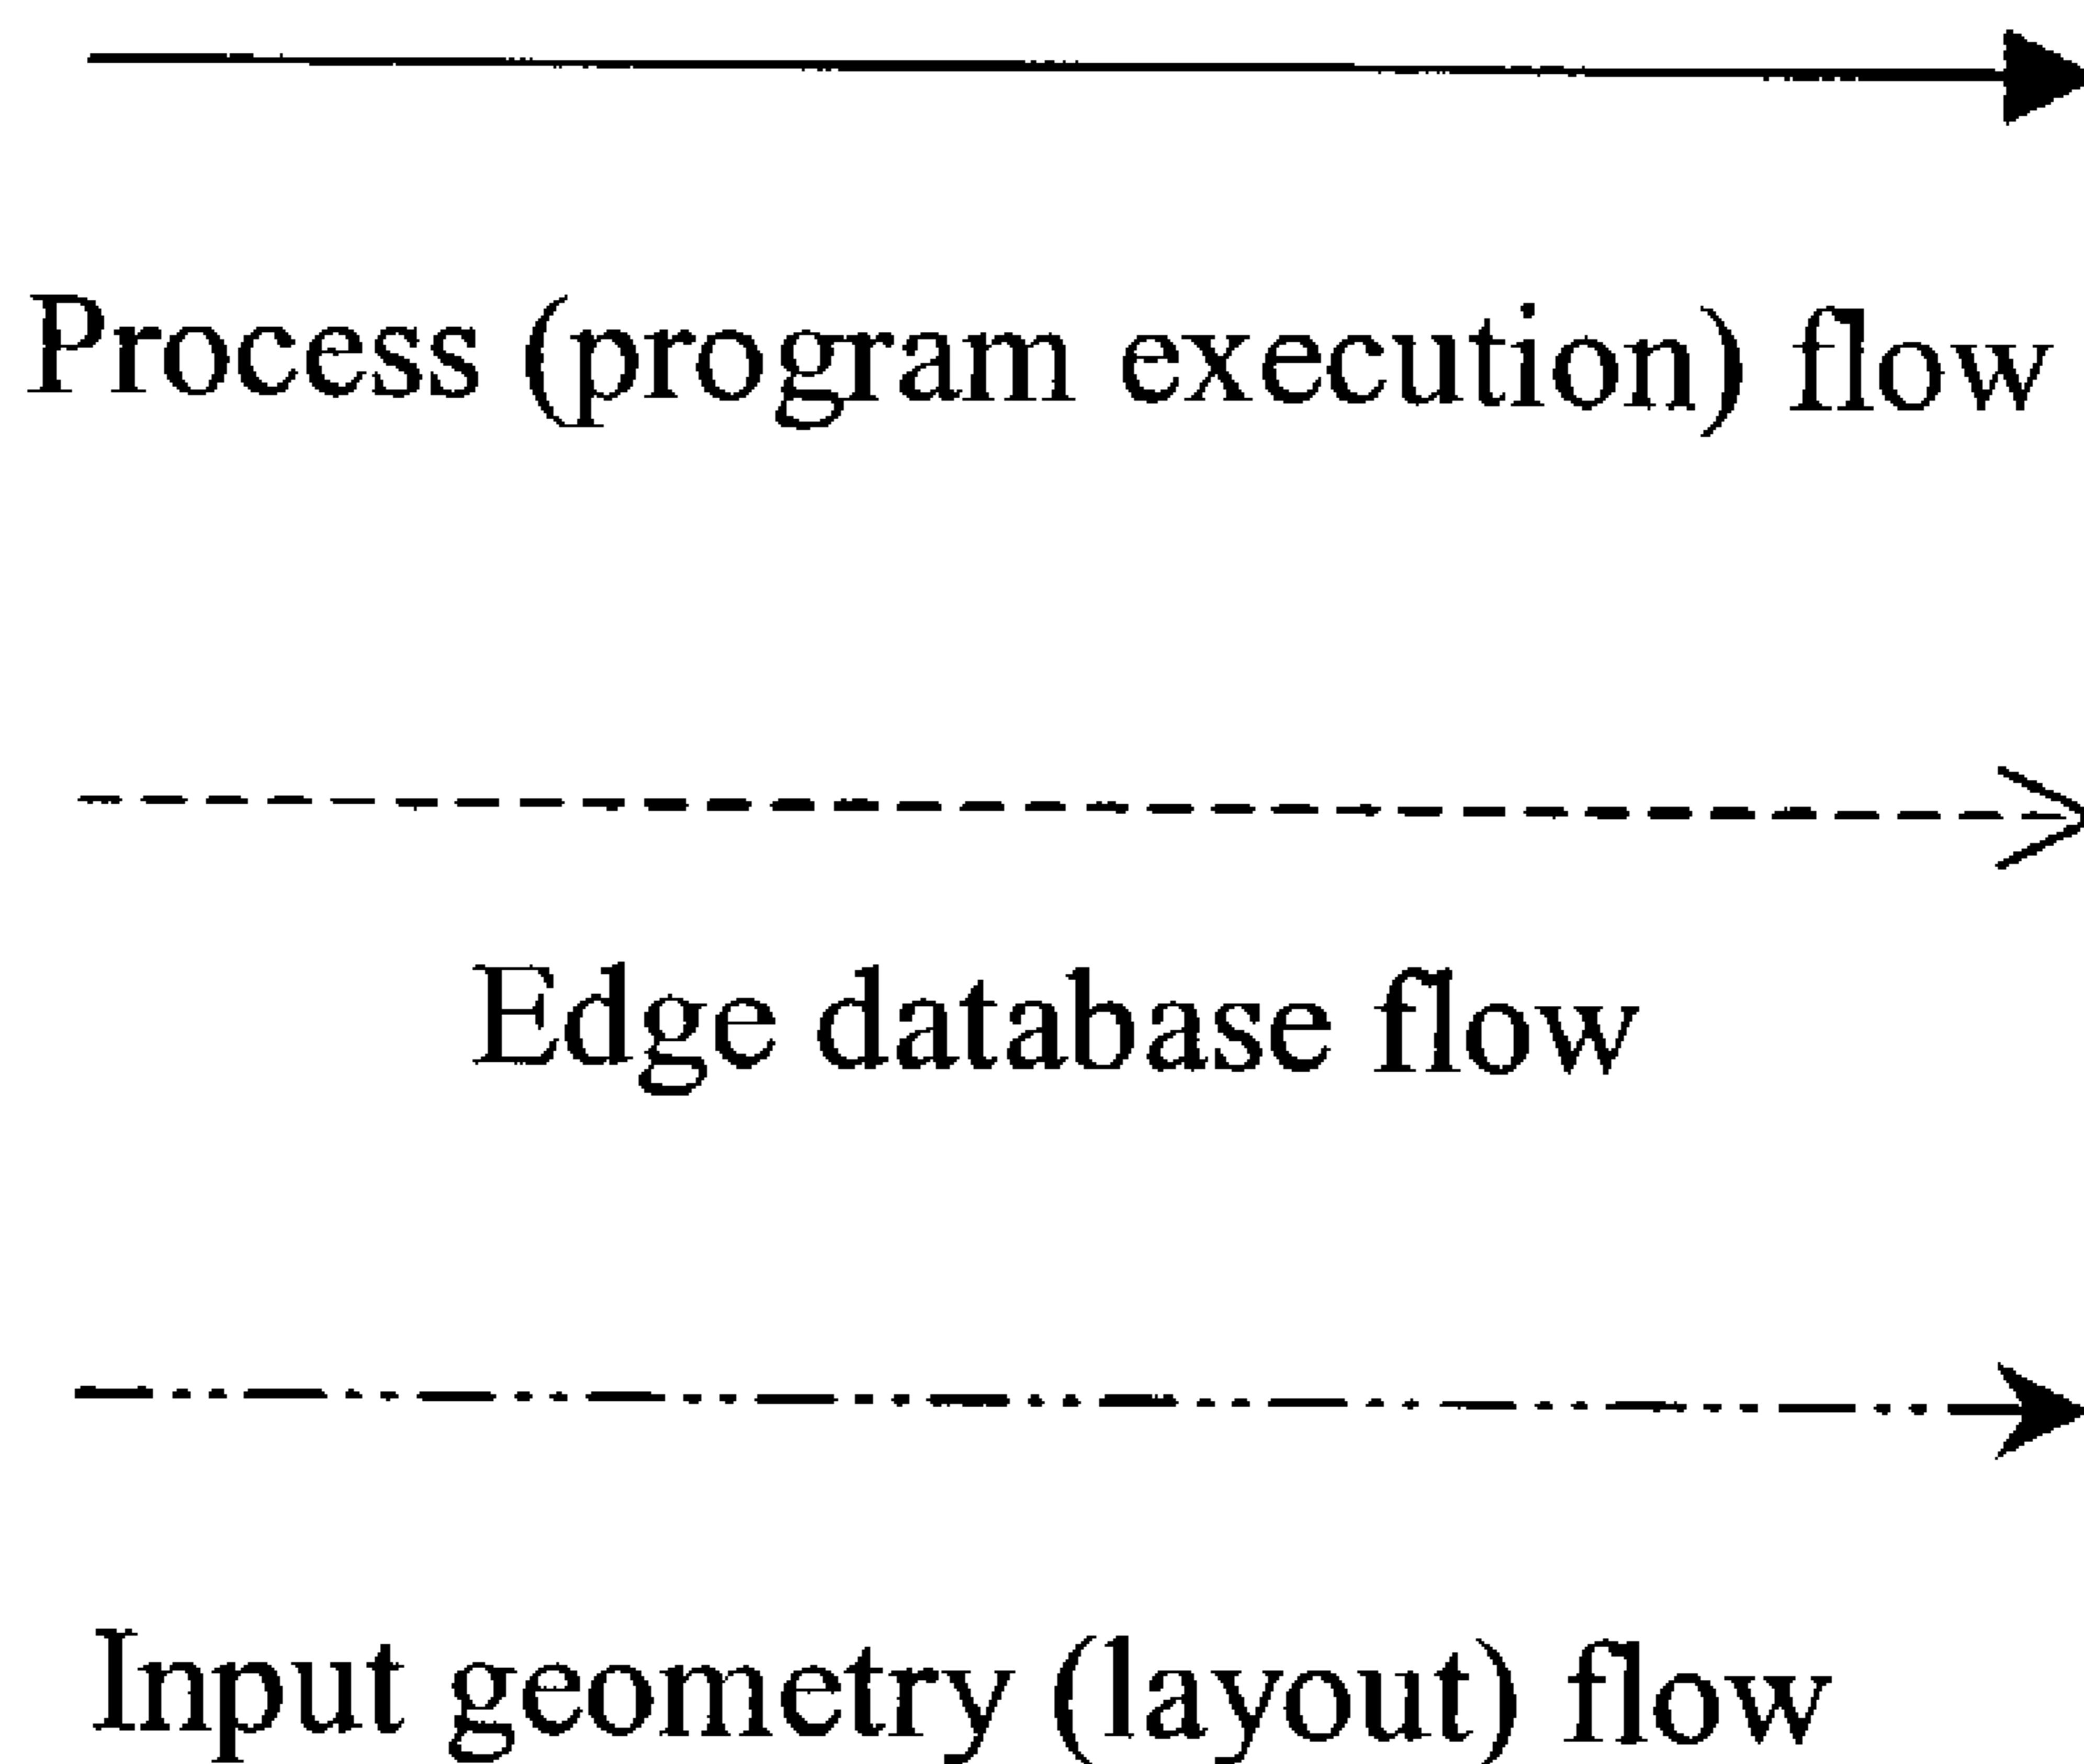 Process (program execution) flow
Edge database flow
Input geometry (layout) flow